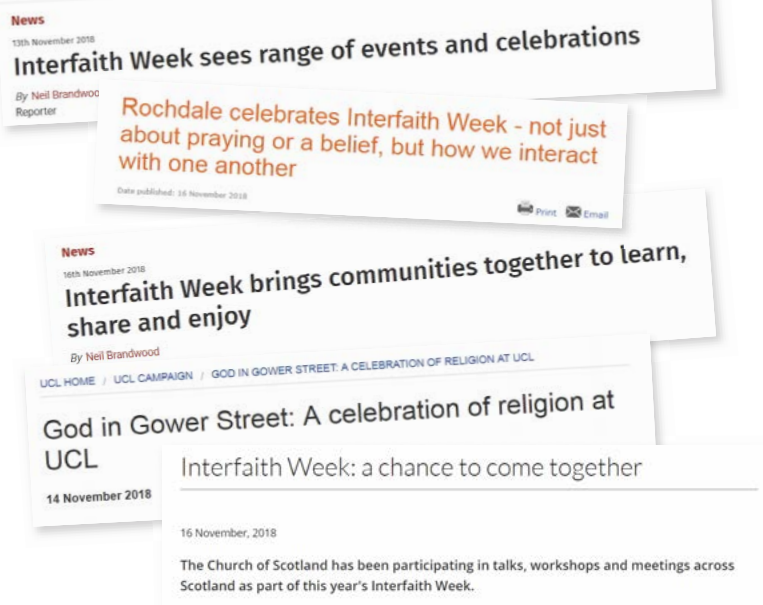 News
13th November 2018
Interfaith Week sees range of events and celebrations
By Neil Brandwoo
Reporter
Rochdale celebrates Interfaith Week - not just
about praying or a belief, but how we interact
with one another
Date published: 16 November 2018
Print Email
News
16th November 2018
Interfaith Week brings communities together to learn,
share and enjoy
By Neil Brandwood
UCL HOME / UCL CAMPAIGN / GOD IN GOWER STREET: A CELEBRATION OF RELIGION AT UCL
God in Gower Street: A celebration of religion at
UCL
14 November 2018
Interfaith Week: a chance to come together
16 November, 2018
The Church of Scotland has been participating in talks, workshops and meetings across
Scotland as part of this year's Interfaith Week.